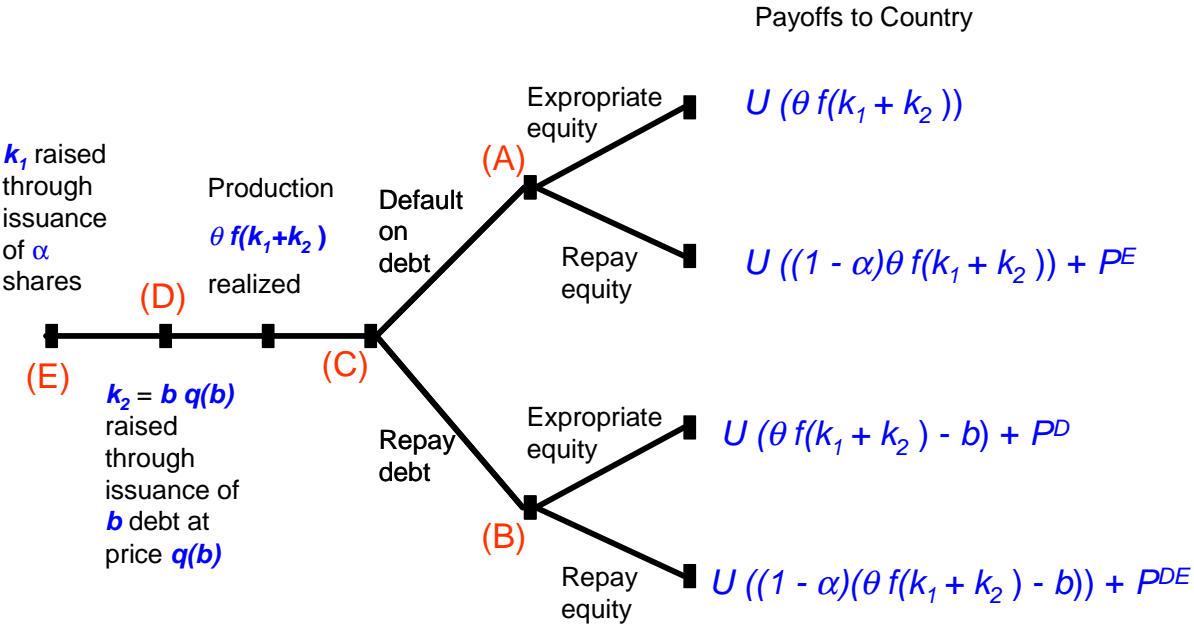 Payoffs to Country
k₁ raised
through
issuance
of α
shares
(E)
(D)
k₂ = b q(b)
raised
through
issuance of
b debt at
price q(b)
Production
θ f(k₁+k₂ )
realized
(C)
Default
on
debt
Repay
debt
(A)
Expropriate
equity
U (θ f(k₁ + k₂ ))
Repay
equity
U ((1 - α)θ f(k₁ + k₂ )) + Pᴱ
(B)
Expropriate
equity
U (θ f(k₁ + k₂ ) - b) + Pᴰ
Repay
equity
U ((1 - α)(θ f(k₁ + k₂ ) - b)) + Pᴰᴱ